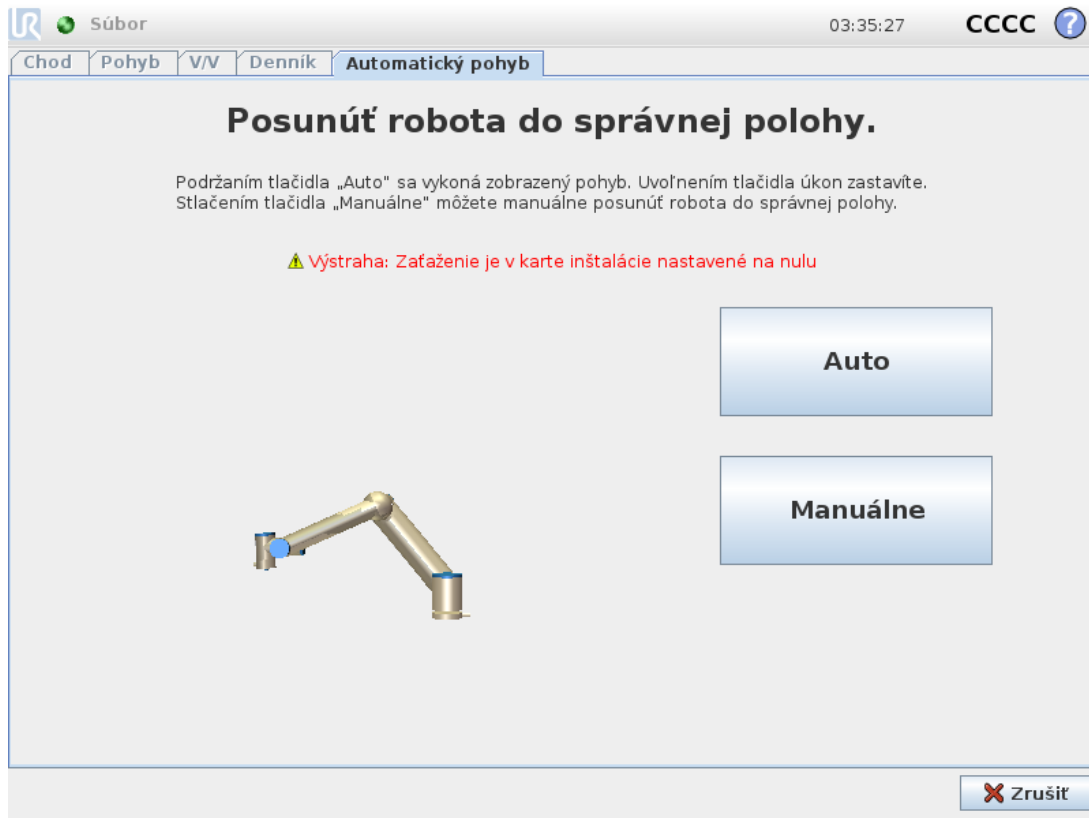 UR Súbor 03:35:27 CCCC ?
Chod Pohyb V/V Denník Automatický pohyb
Posunúť robota do správnej polohy.
Podržaním tlačidla „Auto" sa vykoná zobrazený pohyb. Uvoľnením tlačidla úkon zastavíte.
Stlačením tlačidla „Manuálne" môžete manuálne posunúť robota do správnej polohy.
Výstraha: Zaťaženie je v karte inštalácie nastavené na nulu
Auto
Manuálne
Zrušiť